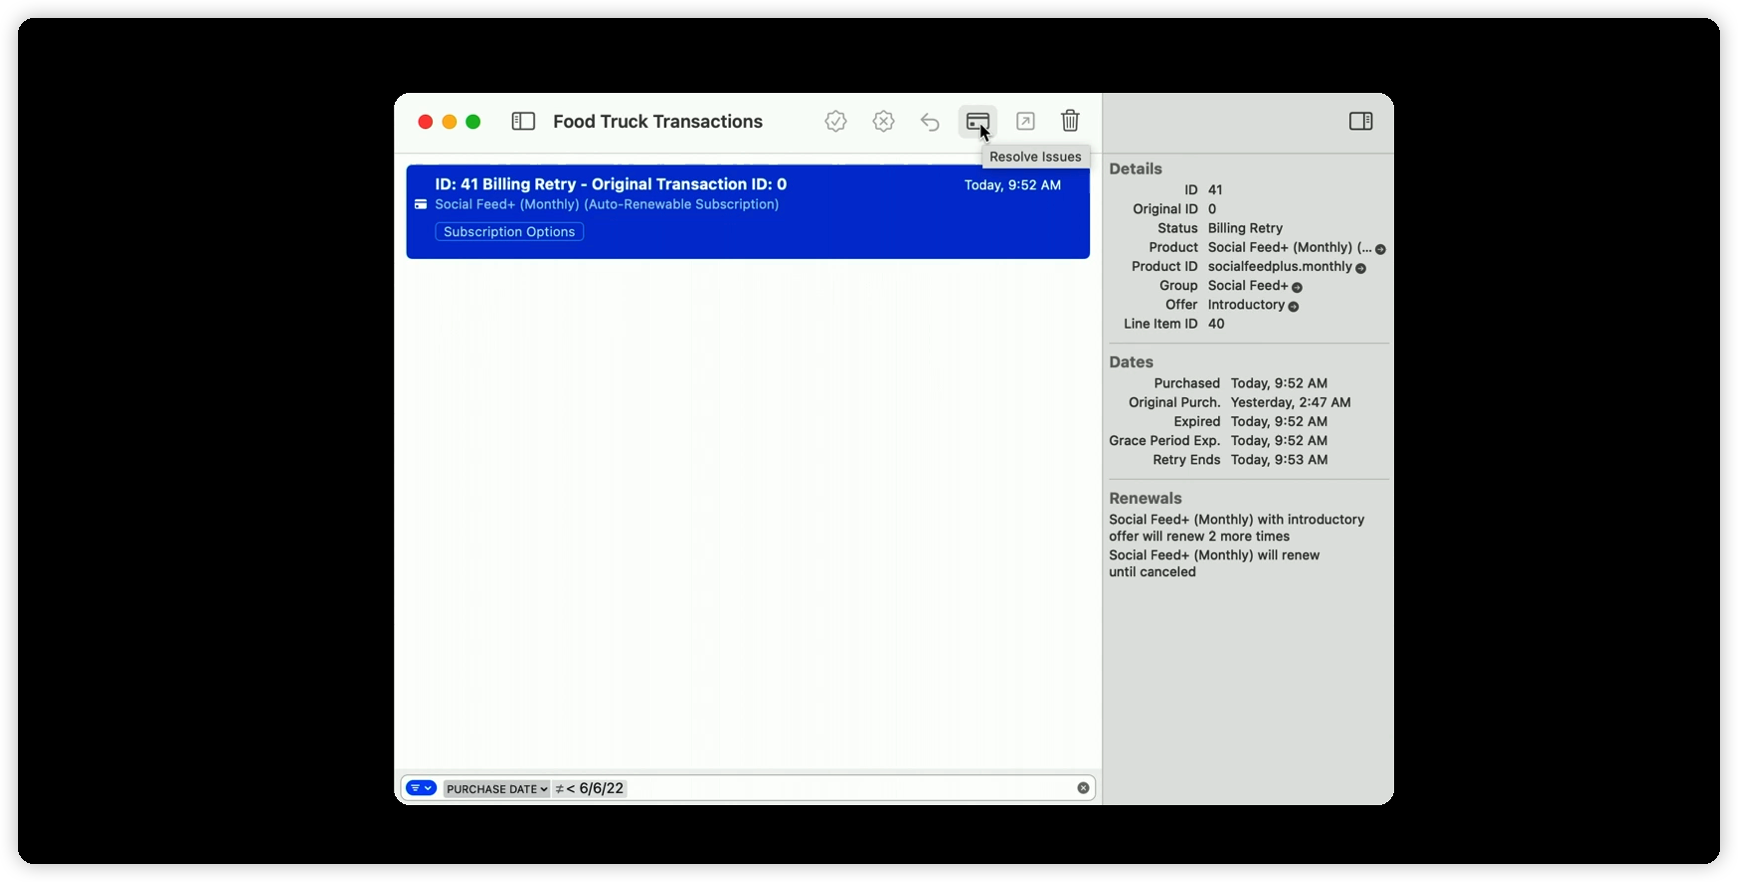 Food Truck Transactions
Resolve Issues
ID: 41 Billing Retry - Original Transaction ID: 0
Today, 9:52 AM
Social Feed+ (Monthly) (Auto-Renewable Subscription)
Subscription Options
PURCHASE DATE ≠ < 6/6/22
Details
ID 41
Original ID 0
Status Billing Retry
Product Social Feed+ (Monthly) (...
Product ID socialfeedplus.monthly
Group Social Feed+
Offer Introductory
Line Item ID 40
Dates
Purchased Today, 9:52 AM
Original Purch. Yesterday, 2:47 AM
Expired Today, 9:52 AM
Grace Period Exp. Today, 9:52 AM
Retry Ends Today, 9:53 AM
Renewals
Social Feed+ (Monthly) with introductory
offer will renew 2 more times
Social Feed+ (Monthly) will renew
until canceled